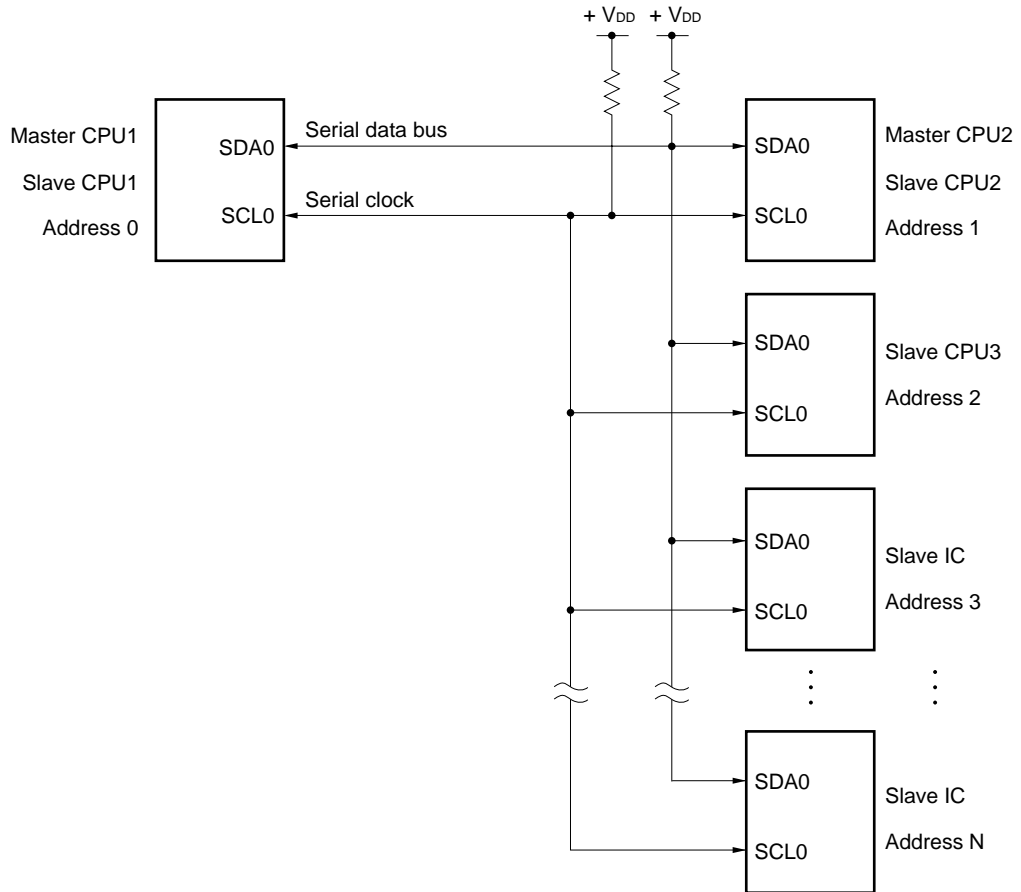 + VDD + VDD
Master CPU1
Slave CPU1
Address 0
SDA0
SCL0
Serial data bus
Serial clock
SDA0
SCL0
Master CPU2
Slave CPU2
Address 1
SDA0
SCL0
Slave CPU3
Address 2
SDA0
SCL0
Slave IC
Address 3
SDA0
SCL0
Slave IC
Address N